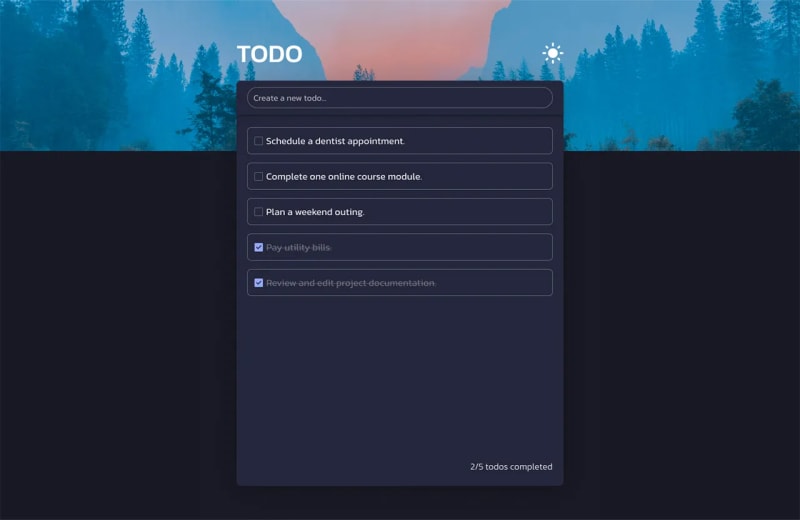 TODO
Create a new todo...
Schedule a dentist appointment.
Complete one online course module.
Plan a weekend outing.
Pay utility bills.
Review and edit project documentation.
2/5 todos completed